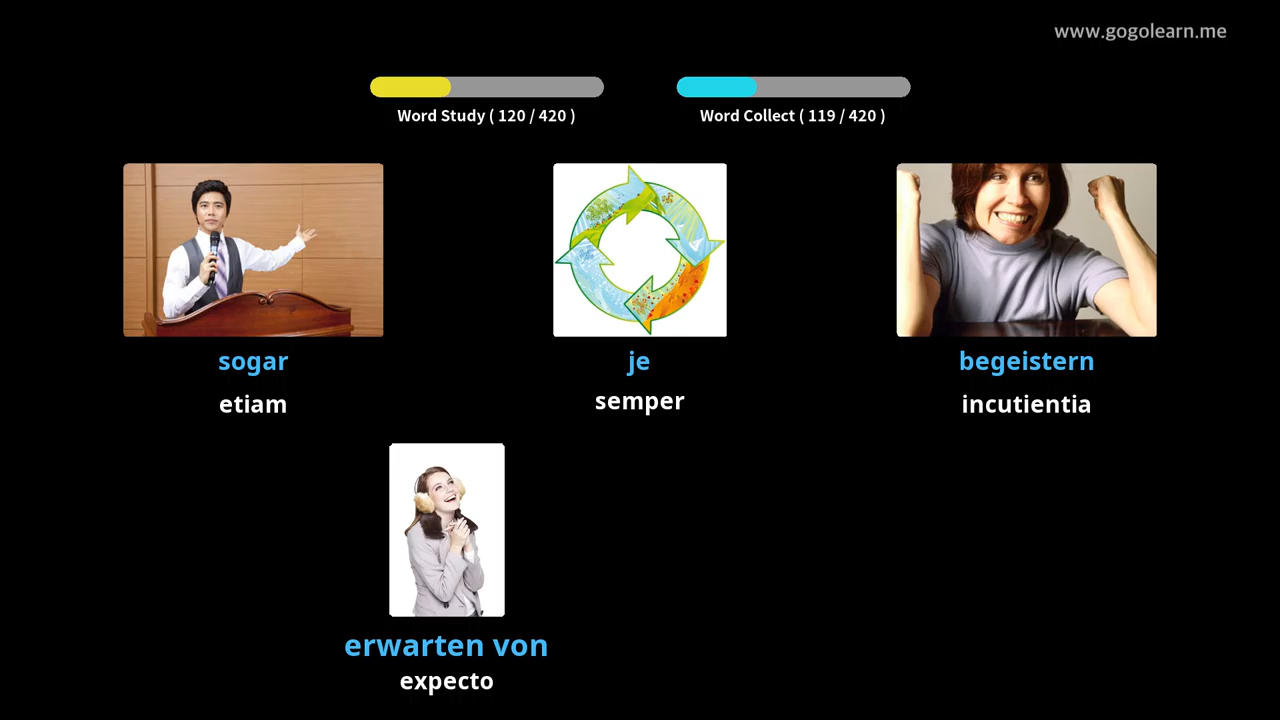 www.gogolearn.me
Word Study ( 120 / 420 )
Word Collect ( 119 / 420 )
sogar
je
begeistern
etiam
semper
incutientia
erwarten von
expecto